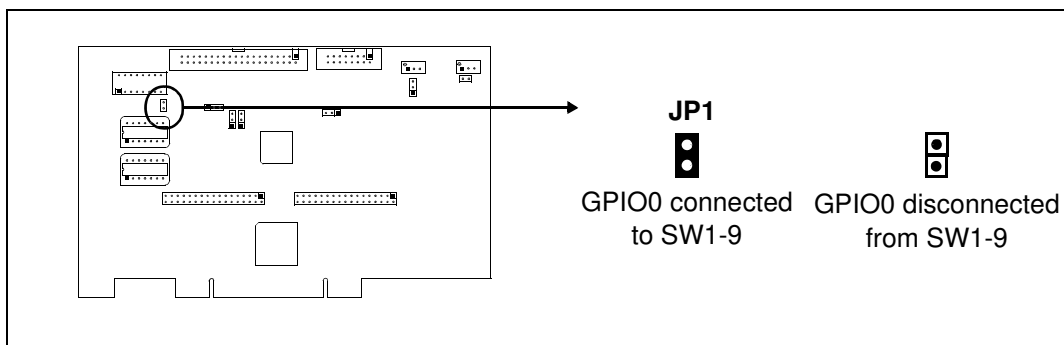 JP1
GPIO0 connected
to SW1-9
GPIO0 disconnected
from SW1-9